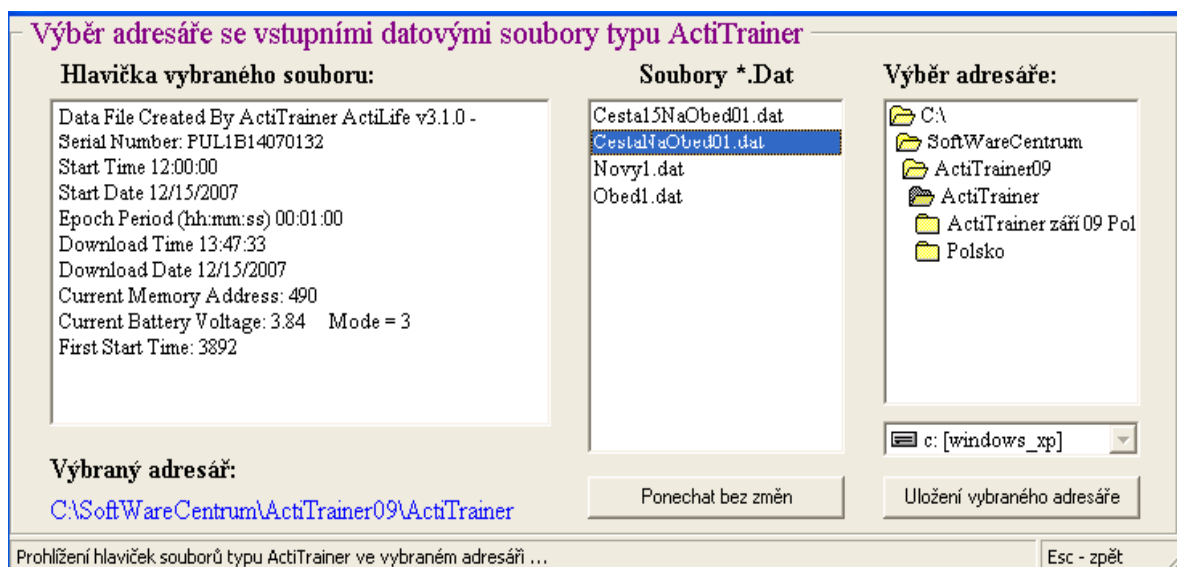 Výběr adresáře se vstupními datovými soubory typu ActiTrainer
Hlavička vybraného souboru:
Data File Created By ActiTrainer ActiLife v3.1.0 -
Serial Number: PUL1B14070132
Start Time 12:00:00
Start Date 12/15/2007
Epoch Period (hh:mm:ss) 00:01:00
Download Time 13:47:33
Download Date 12/15/2007
Current Memory Address: 490
Current Battery Voltage: 3.84 Mode = 3
First Start Time: 3892
Výbraný adresář:
C:\SoftWareCentrum\ActiTrainer09\ActiTrainer
Soubory *.Dat
Cesta15NaObed01.dat
CestaNaObed01.dat
Novy1.dat
Obed1.dat
Ponechat bez změn
Výběr adresáře:
C:\
SoftWareCentrum
ActiTrainer09
ActiTrainer
ActiTrainer září 09 Pol
Polsko
c: [windows_xp]
Uložení vybraného adresáře
Prohlížení hlaviček souborů typu ActiTrainer ve vybraném adresáři ...
Esc - zpět